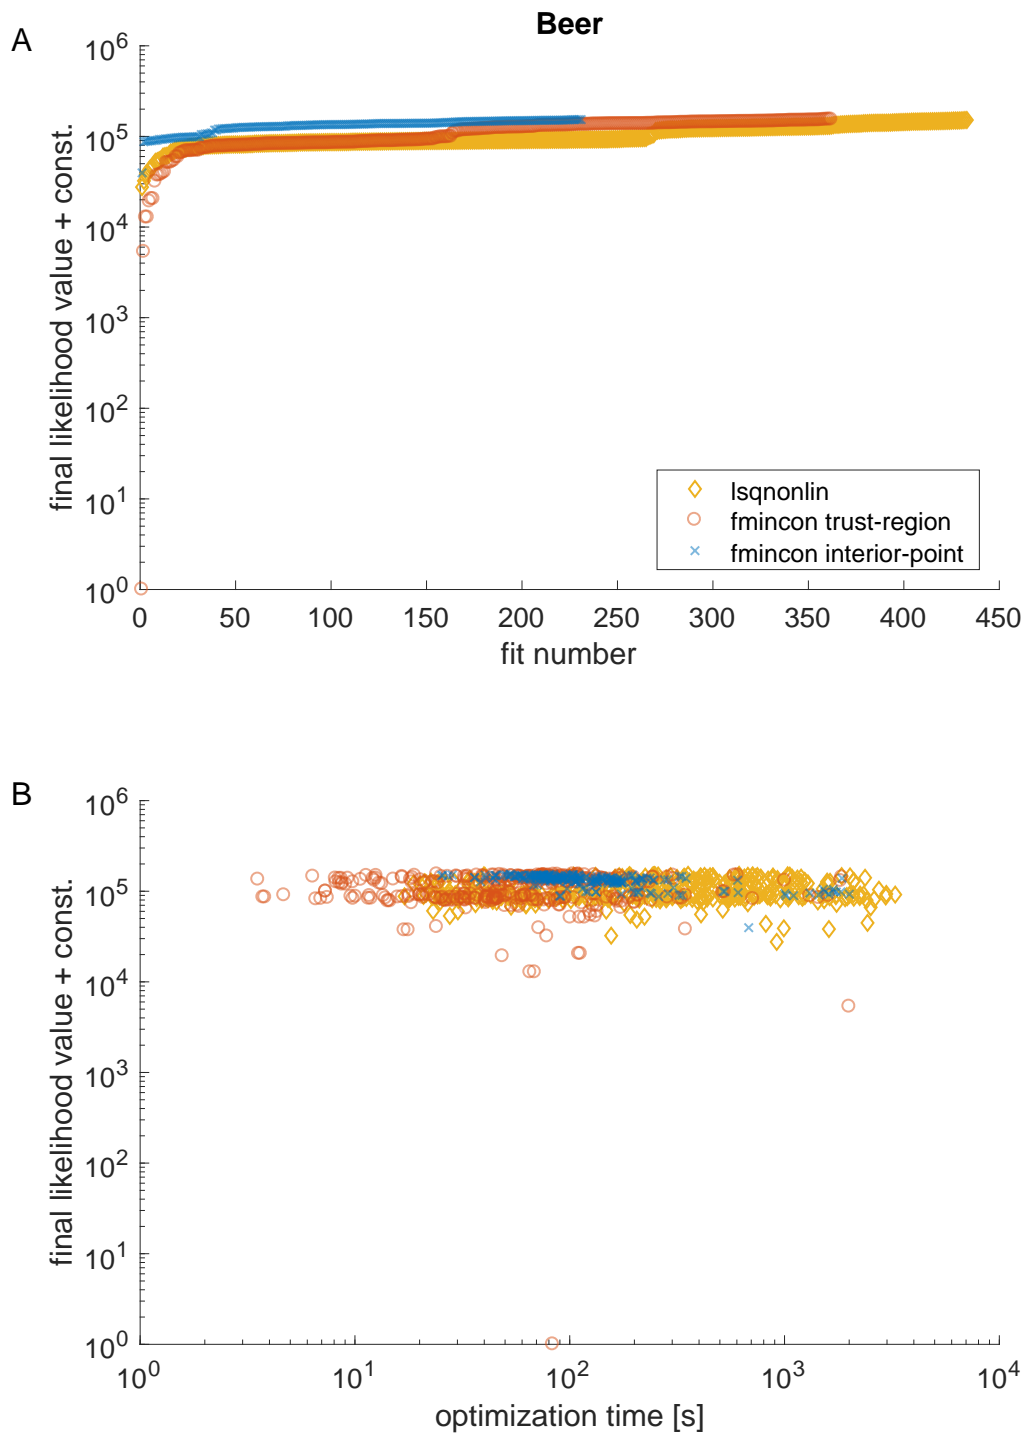 Beer
A
10^6
10^5
10^4
10^3
10^2
10^1
10^0
final likelihood value + const.
0 50 100 150 200 250 300 350 400 450
fit number
lsqnonlin
fmincon trust-region
fmincon interior-point
B
10^6
10^5
10^4
10^3
10^2
10^1
10^0
final likelihood value + const.
10^0 10^1 10^2 10^3 10^4
optimization time [s]